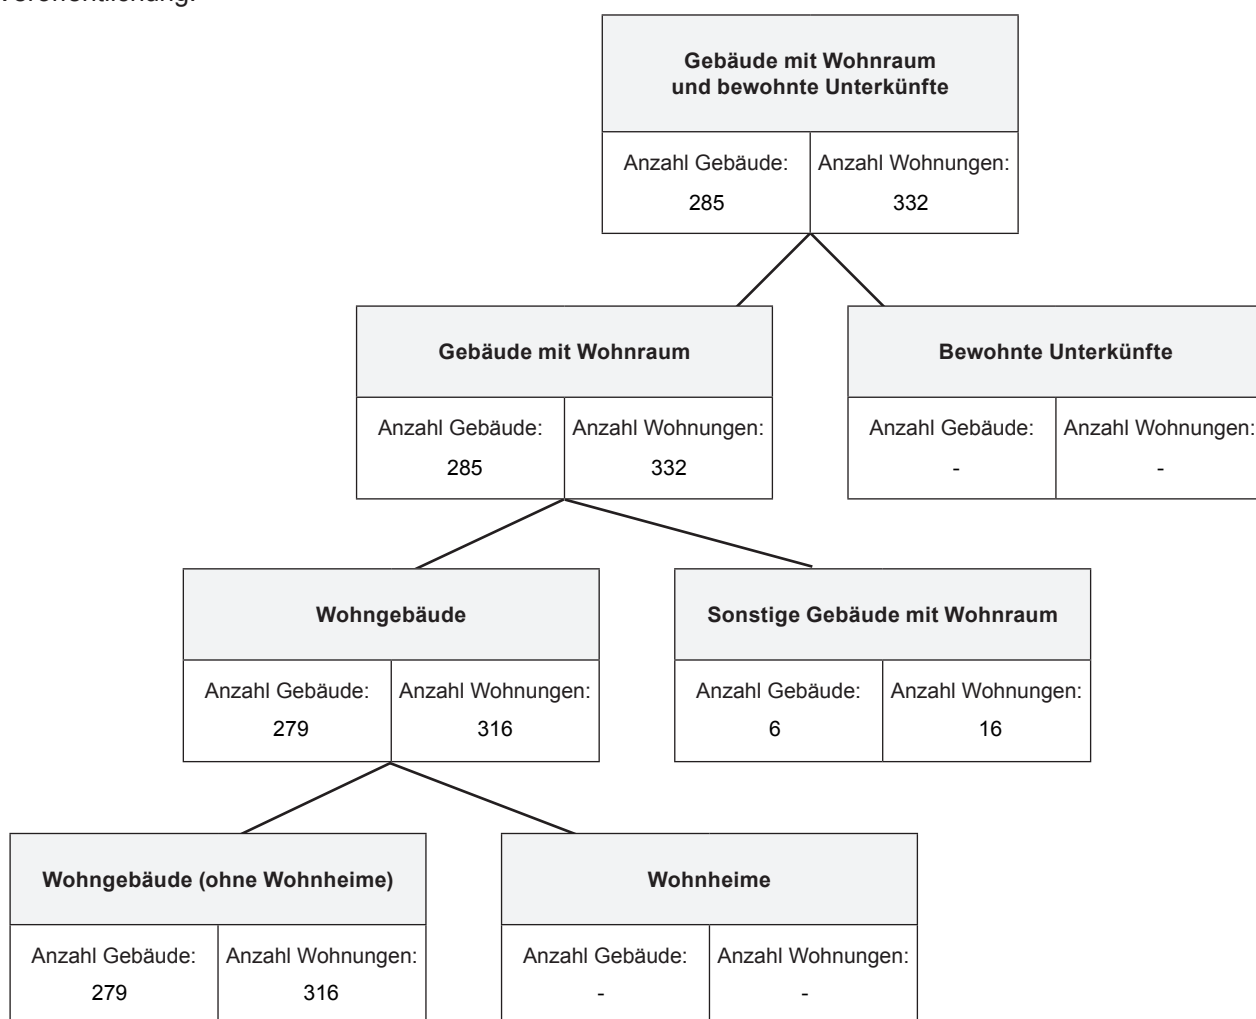 Veröffentlichung.
Gebäude mit Wohnraum
und bewohnte Unterkünfte
Anzahl Gebäude: Anzahl Wohnungen:
285 332
Gebäude mit Wohnraum Bewohnte Unterkünfte
Anzahl Gebäude: Anzahl Wohnungen: Anzahl Gebäude: Anzahl Wohnungen:
285 332 - -
Wohngebäude Sonstige Gebäude mit Wohnraum
Anzahl Gebäude: Anzahl Wohnungen: Anzahl Gebäude: Anzahl Wohnungen:
279 316 6 16
Wohngebäude (ohne Wohnheime) Wohnheime
Anzahl Gebäude: Anzahl Wohnungen: Anzahl Gebäude: Anzahl Wohnungen:
279 316 - -